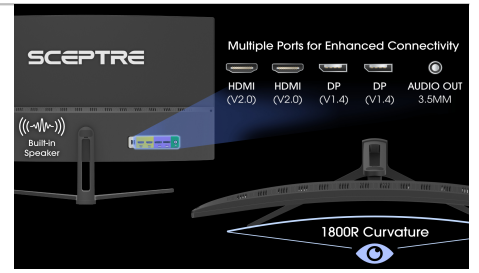 SCEPTRE
Multiple Ports for Enhanced Connectivity
HDMI HDMI DP DP AUDIO OUT
(V2.0) (V2.0) (V1.4) (V1.4) 3.5MM
Built-in
Speaker
1800R Curvature